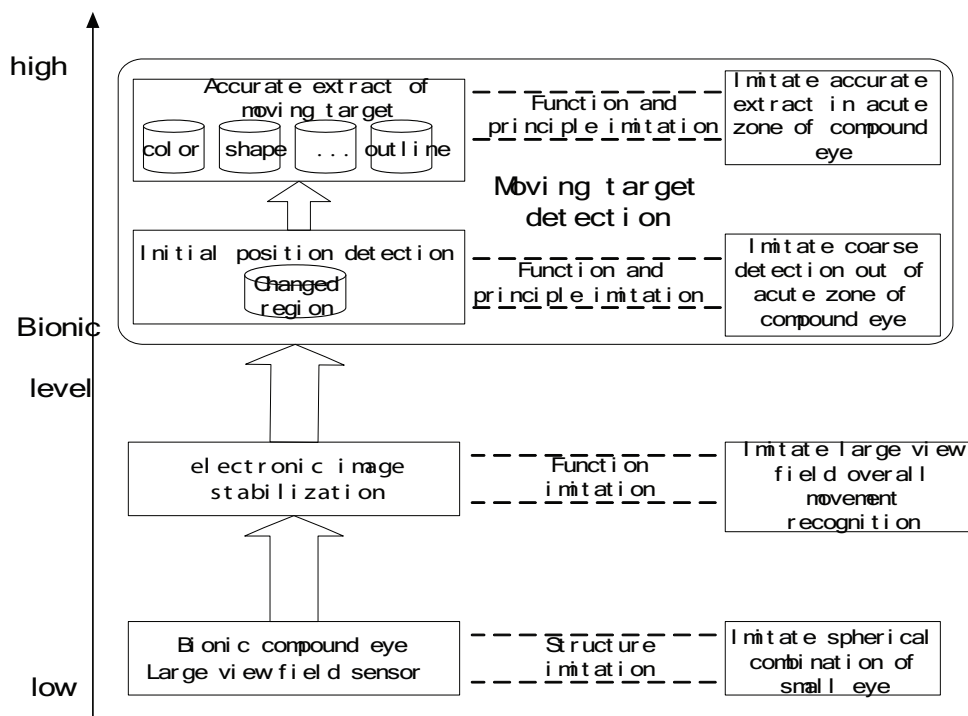 high
Accurate extract of
moving target
color
shape
...
outline
Function and
principle imitation
Imitate accurate
extract in acute
zone of compound
eye
Moving target
detection
Initial position detection
Changed
region
Function and
principle imitation
Imitate coarse
detection out of
acute zone of
compound eye
Bionic
level
electronic image
stabilization
Function
imitation
Imitate large view
field overall
movement
recognition
Bionic compound eye
Large view field sensor
Structure
imitation
Imitate spherical
combination of
small eye
low